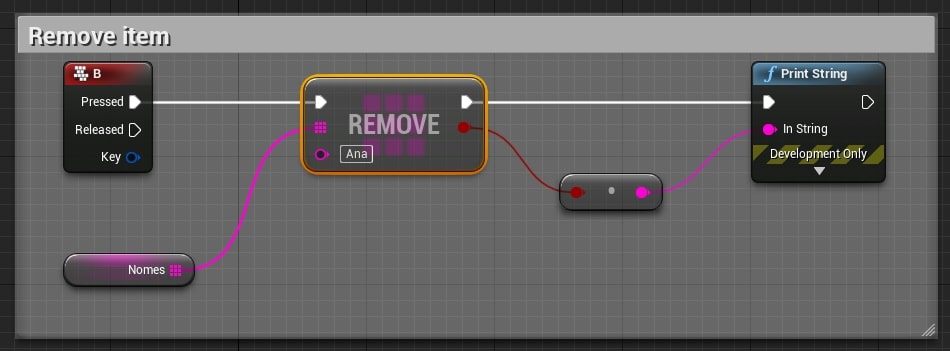 Remove item
B
Pressed
Released
Key
REMOVE
Ana
Nomes
f Print String
In String
Development Only